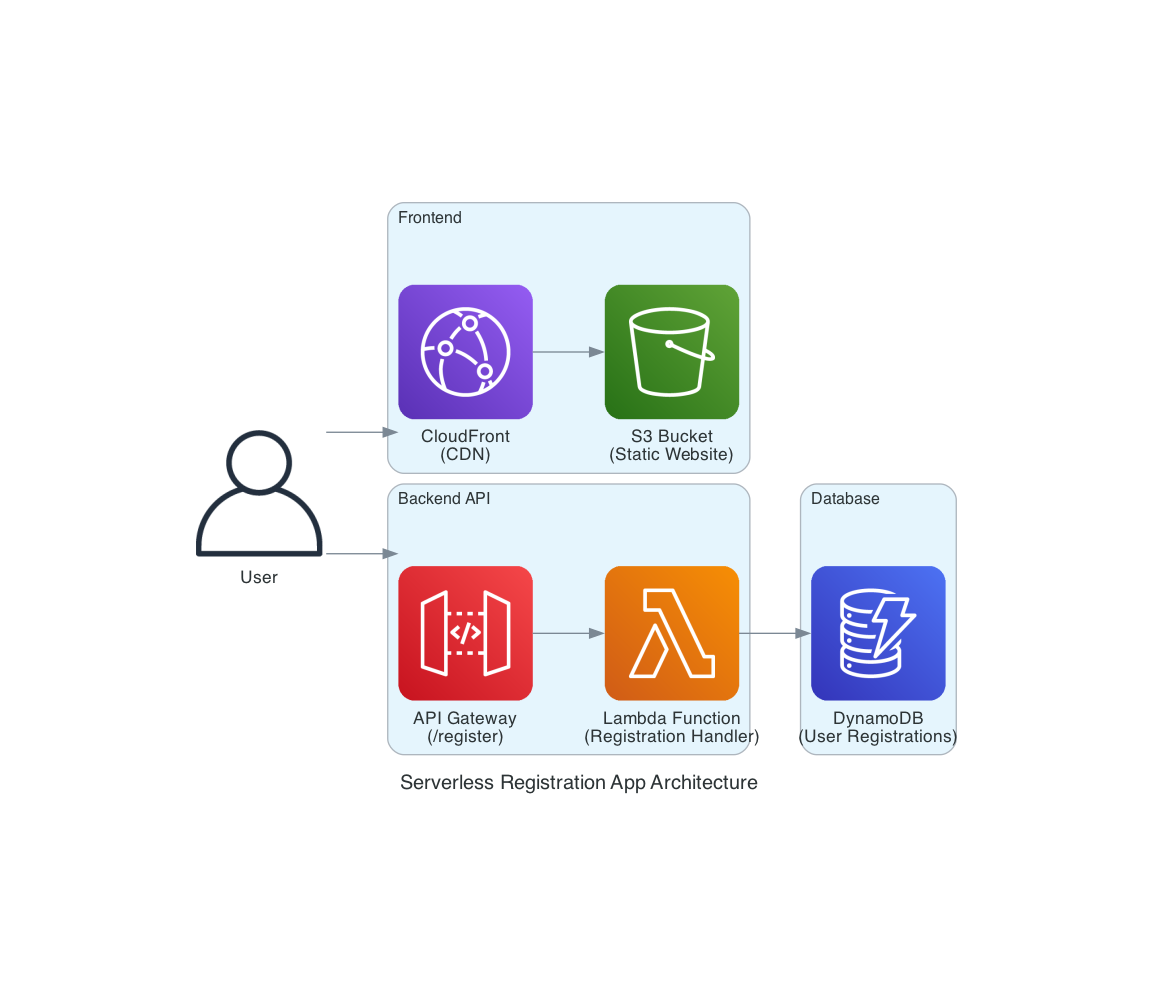 Frontend
CloudFront
(CDN)
S3 Bucket
(Static Website)
User
Backend API
Database
</>
API Gateway
(/register)
Lambda Function
(Registration Handler)
DynamoDB
(User Registrations)
Serverless Registration App Architecture